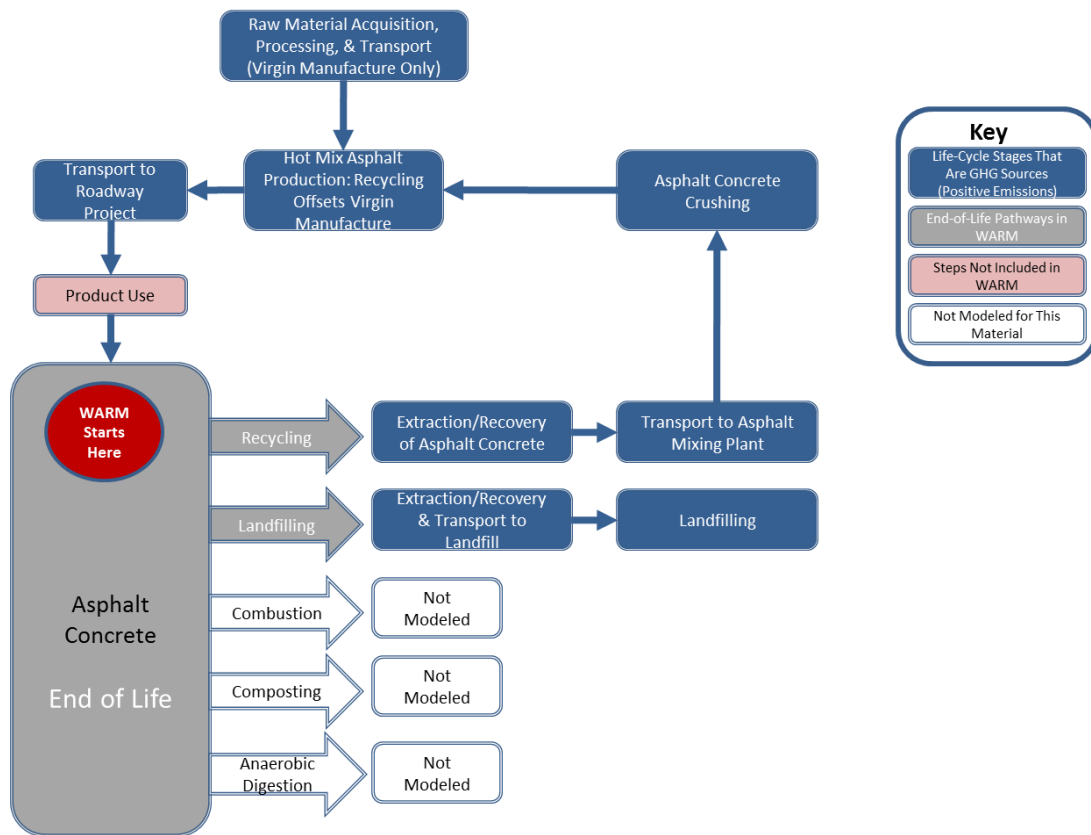 Raw Material Acquisition,
Processing, & Transport
(Virgin Manufacture Only)
Transport to
Roadway
Project
Hot Mix Asphalt
Production: Recycling
Offsets Virgin
Manufacture
Asphalt Concrete
Crushing
Key
Life-Cycle Stages That
Are GHG Sources
(Positive Emissions)
End-of-Life Pathways in
WARM
Steps Not Included in
WARM
Not Modeled for This
Material
Product Use
WARM
Starts
Here
Recycling
Extraction/Recovery
of Asphalt Concrete
Transport to Asphalt
Mixing Plant
Landfilling
Extraction/Recovery
& Transport to
Landfill
Landfilling
Asphalt
Concrete
End of Life
Combustion
Not
Modeled
Composting
Not
Modeled
Anaerobic
Digestion
Not
Modeled